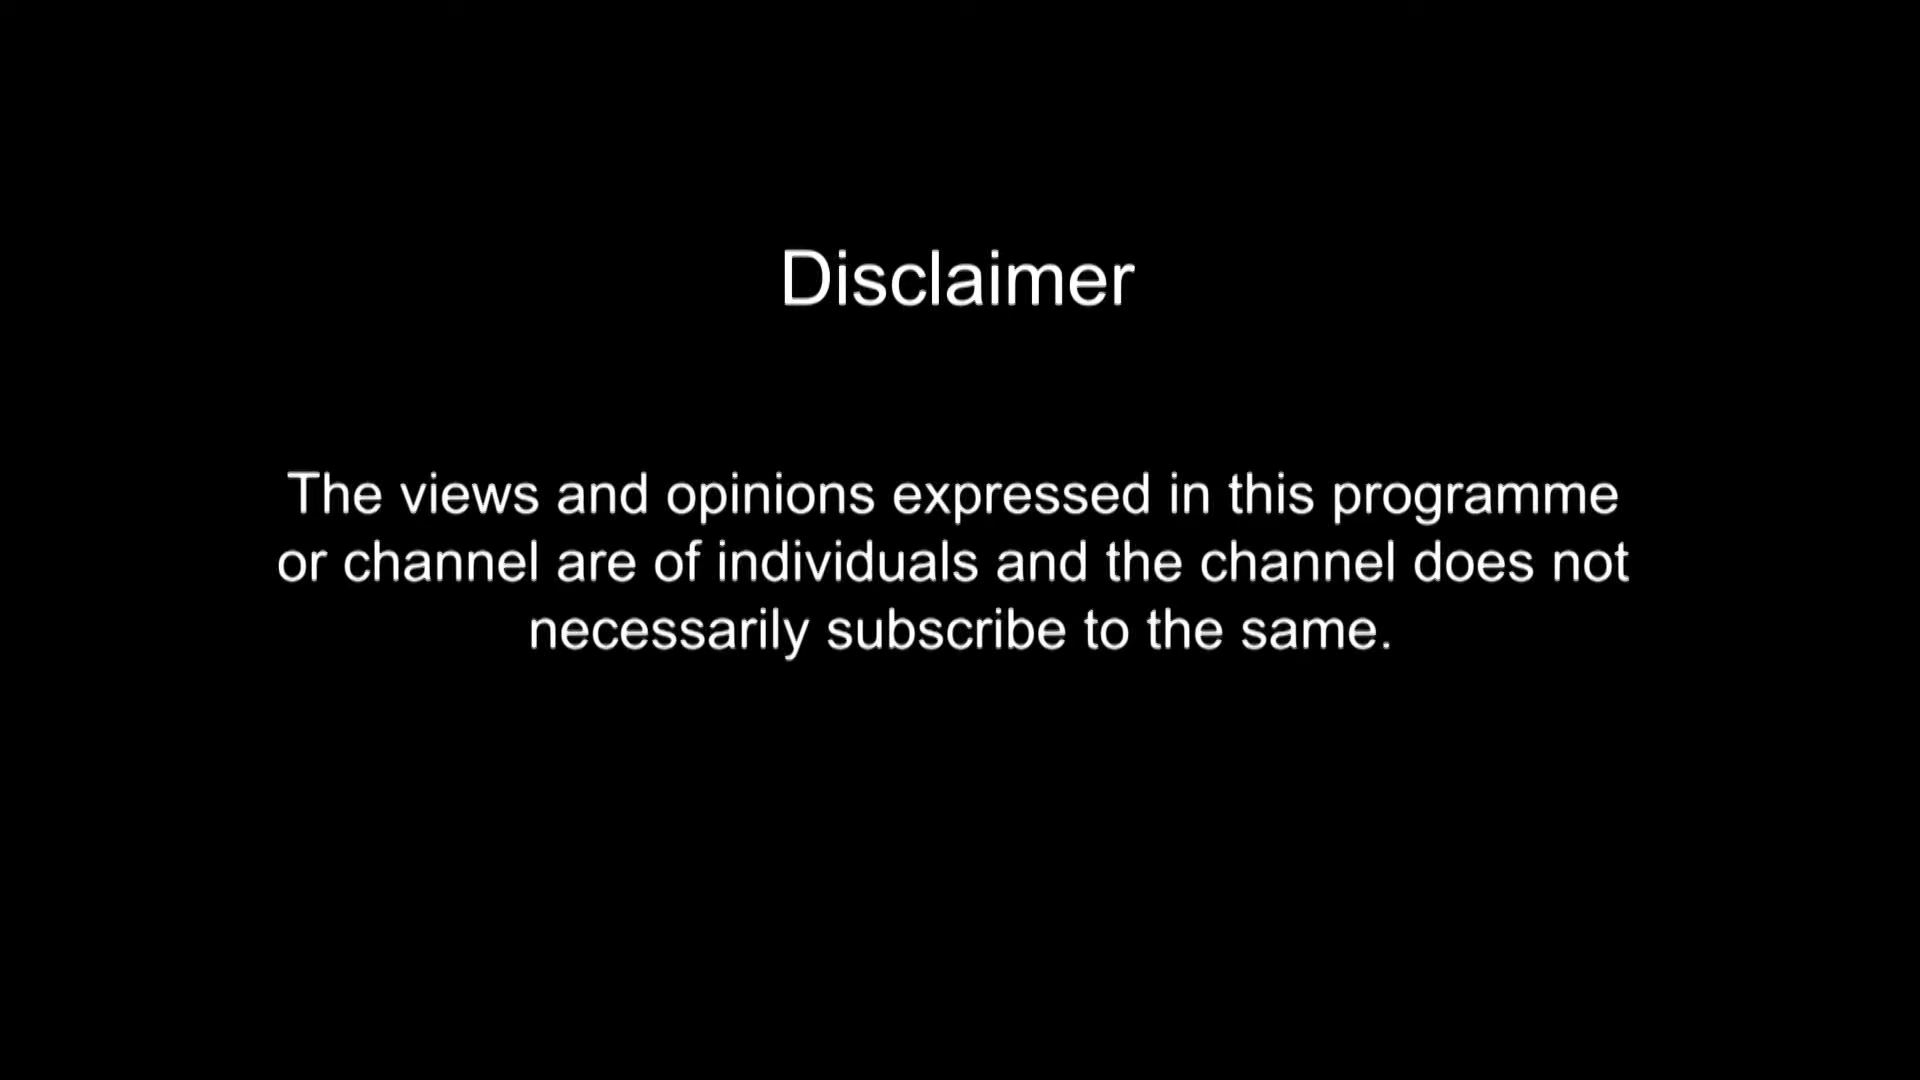 Disclaimer
The views and opinions expressed in this programme
or channel are of individuals and the channel does not
necessarily subscribe to the same.